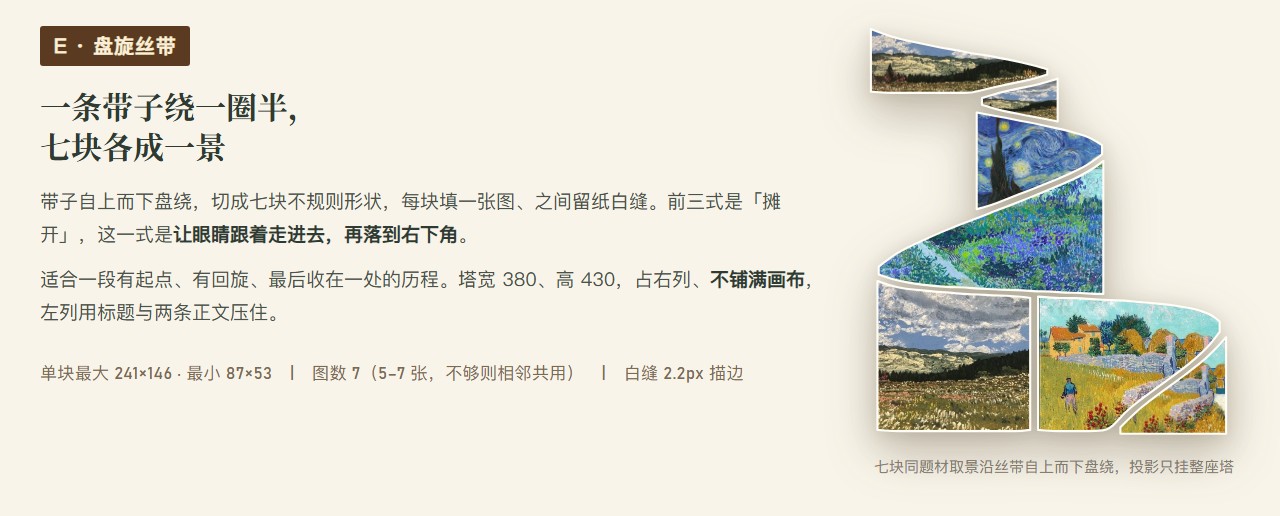 E · 盘旋丝带
一条带子绕一圈半，
七块各成一景
带子自上而下盘绕，切成七块不规则形状，每块填一张图、之间留纸白缝。前三式是「摊
开」，这一式是让眼睛跟着走进去，再落到右下角。
适合一段有起点、有回旋、最后收在一处的历程。塔宽 380、高 430，占右列、不铺满画布，
左列用标题与两条正文压住。
单块最大 241×146 · 最小 87×53 | 图数 7（5–7 张，不够则相邻共用） | 白缝 2.2px 描边
七块同题材取景沿丝带自上而下盘绕，投影只挂整座塔